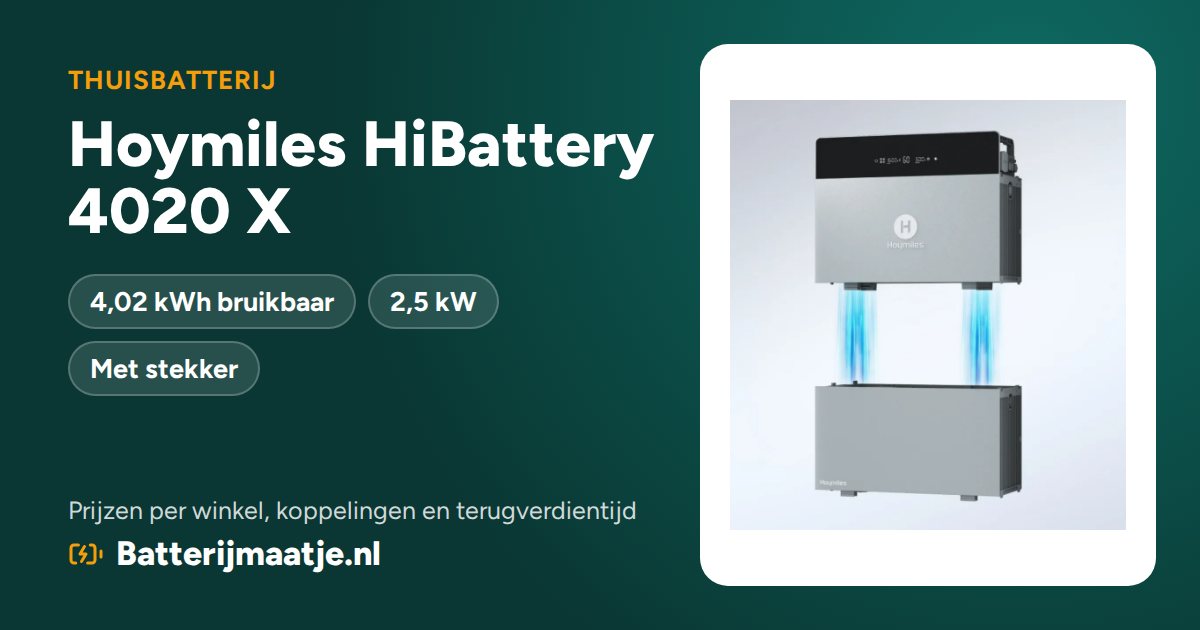 THUISBATTERIJ
Hoymiles HiBattery
4020 X
4,02 kWh bruikbaar
2,5 kW
Met stekker
Prijzen per winkel, koppelingen en terugverdientijd
Batterijmaatje.nl
H
Hoymiles
Hoymiles